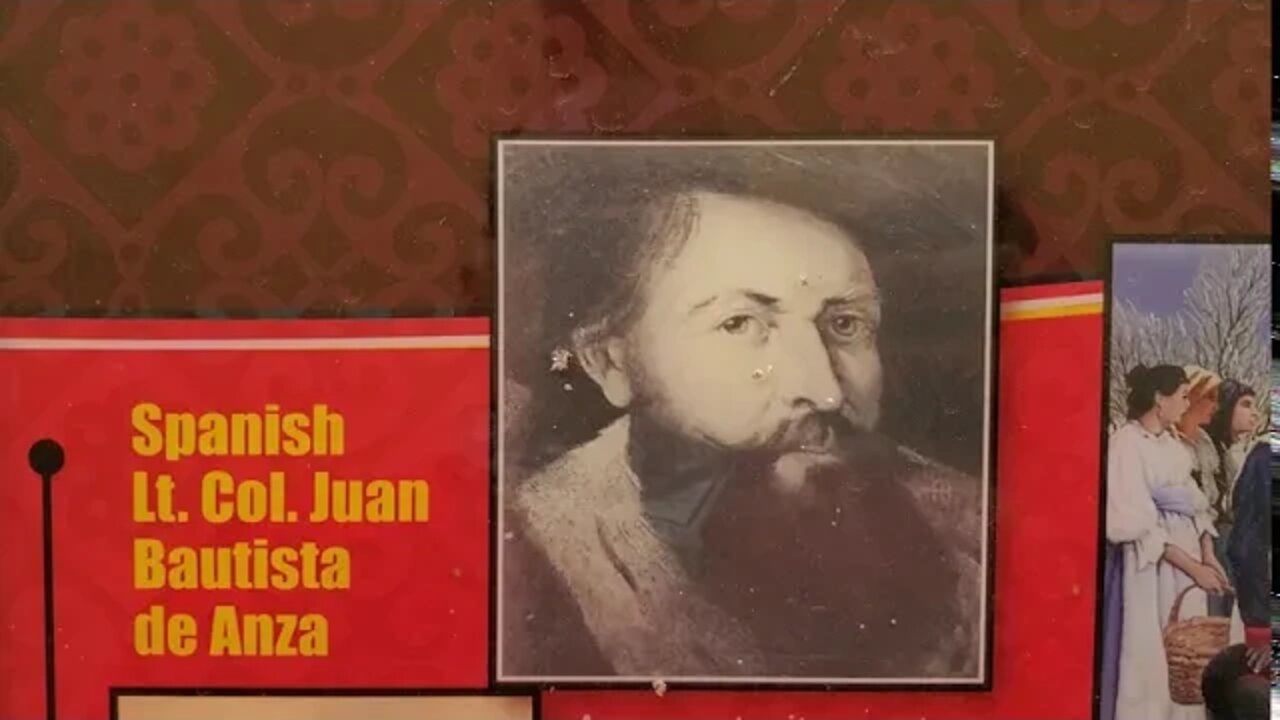 Spanish
Lt. Col. Juan
Bautista
de Anza